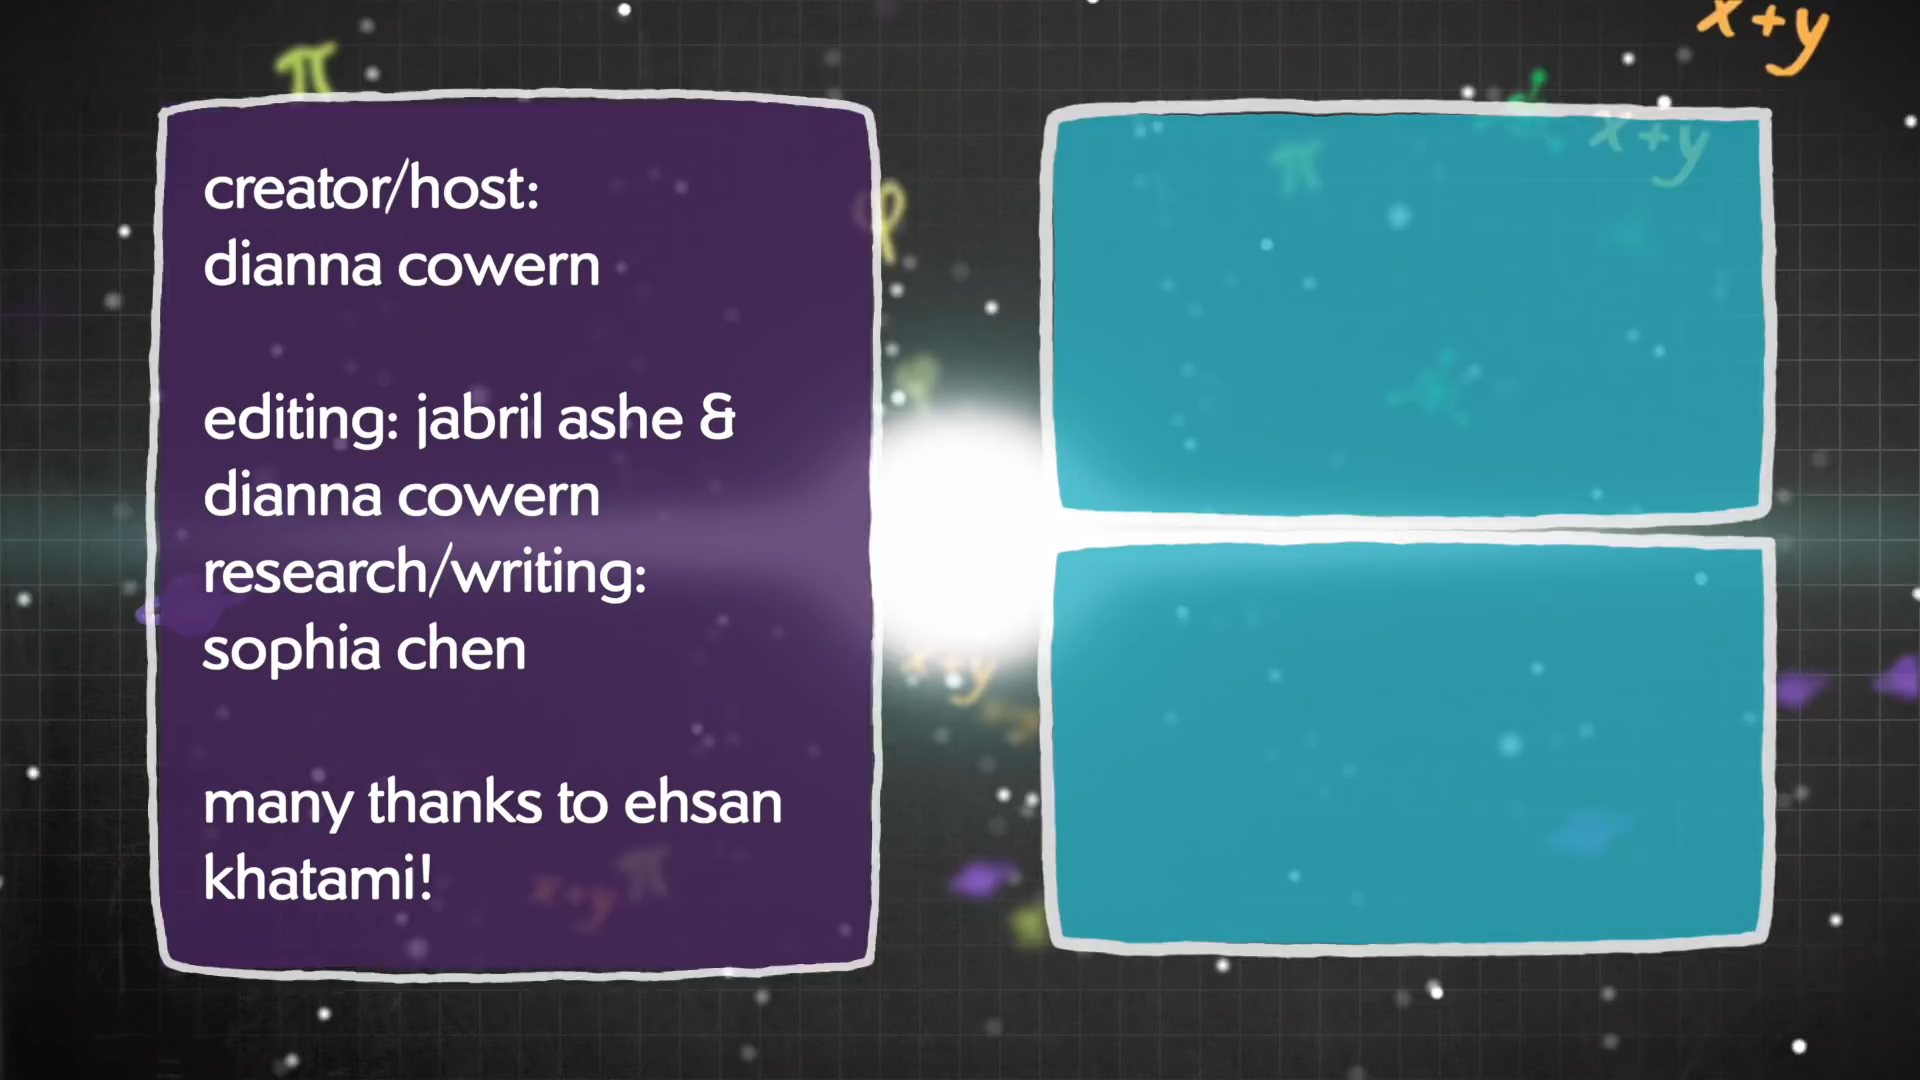 x+y
π
x+y
π
creator/host:
dianna cowern
editing: jabril ashe &
dianna cowern
research/writing:
sophia chen
many thanks to ehsan
khatami!
x+y
π
x+y